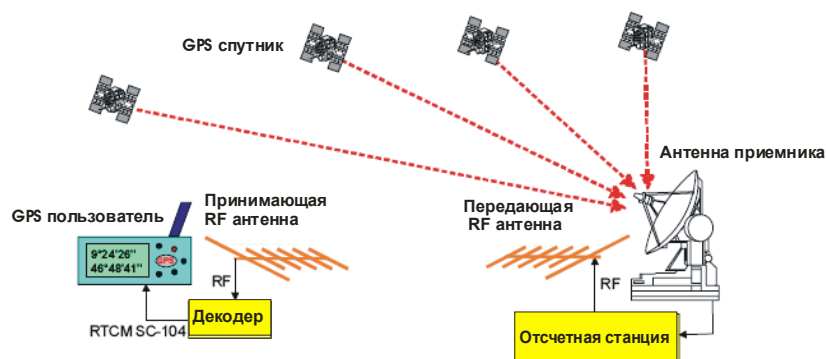 GPS спутник
Антенна приемника
GPS пользователь
Принимающая
RF антенна
Передающая
RF антенна
9°24'26"
46°48'41"
GPS
RF
RF
Декодер
RTCM SC-104
Отсчетная станция